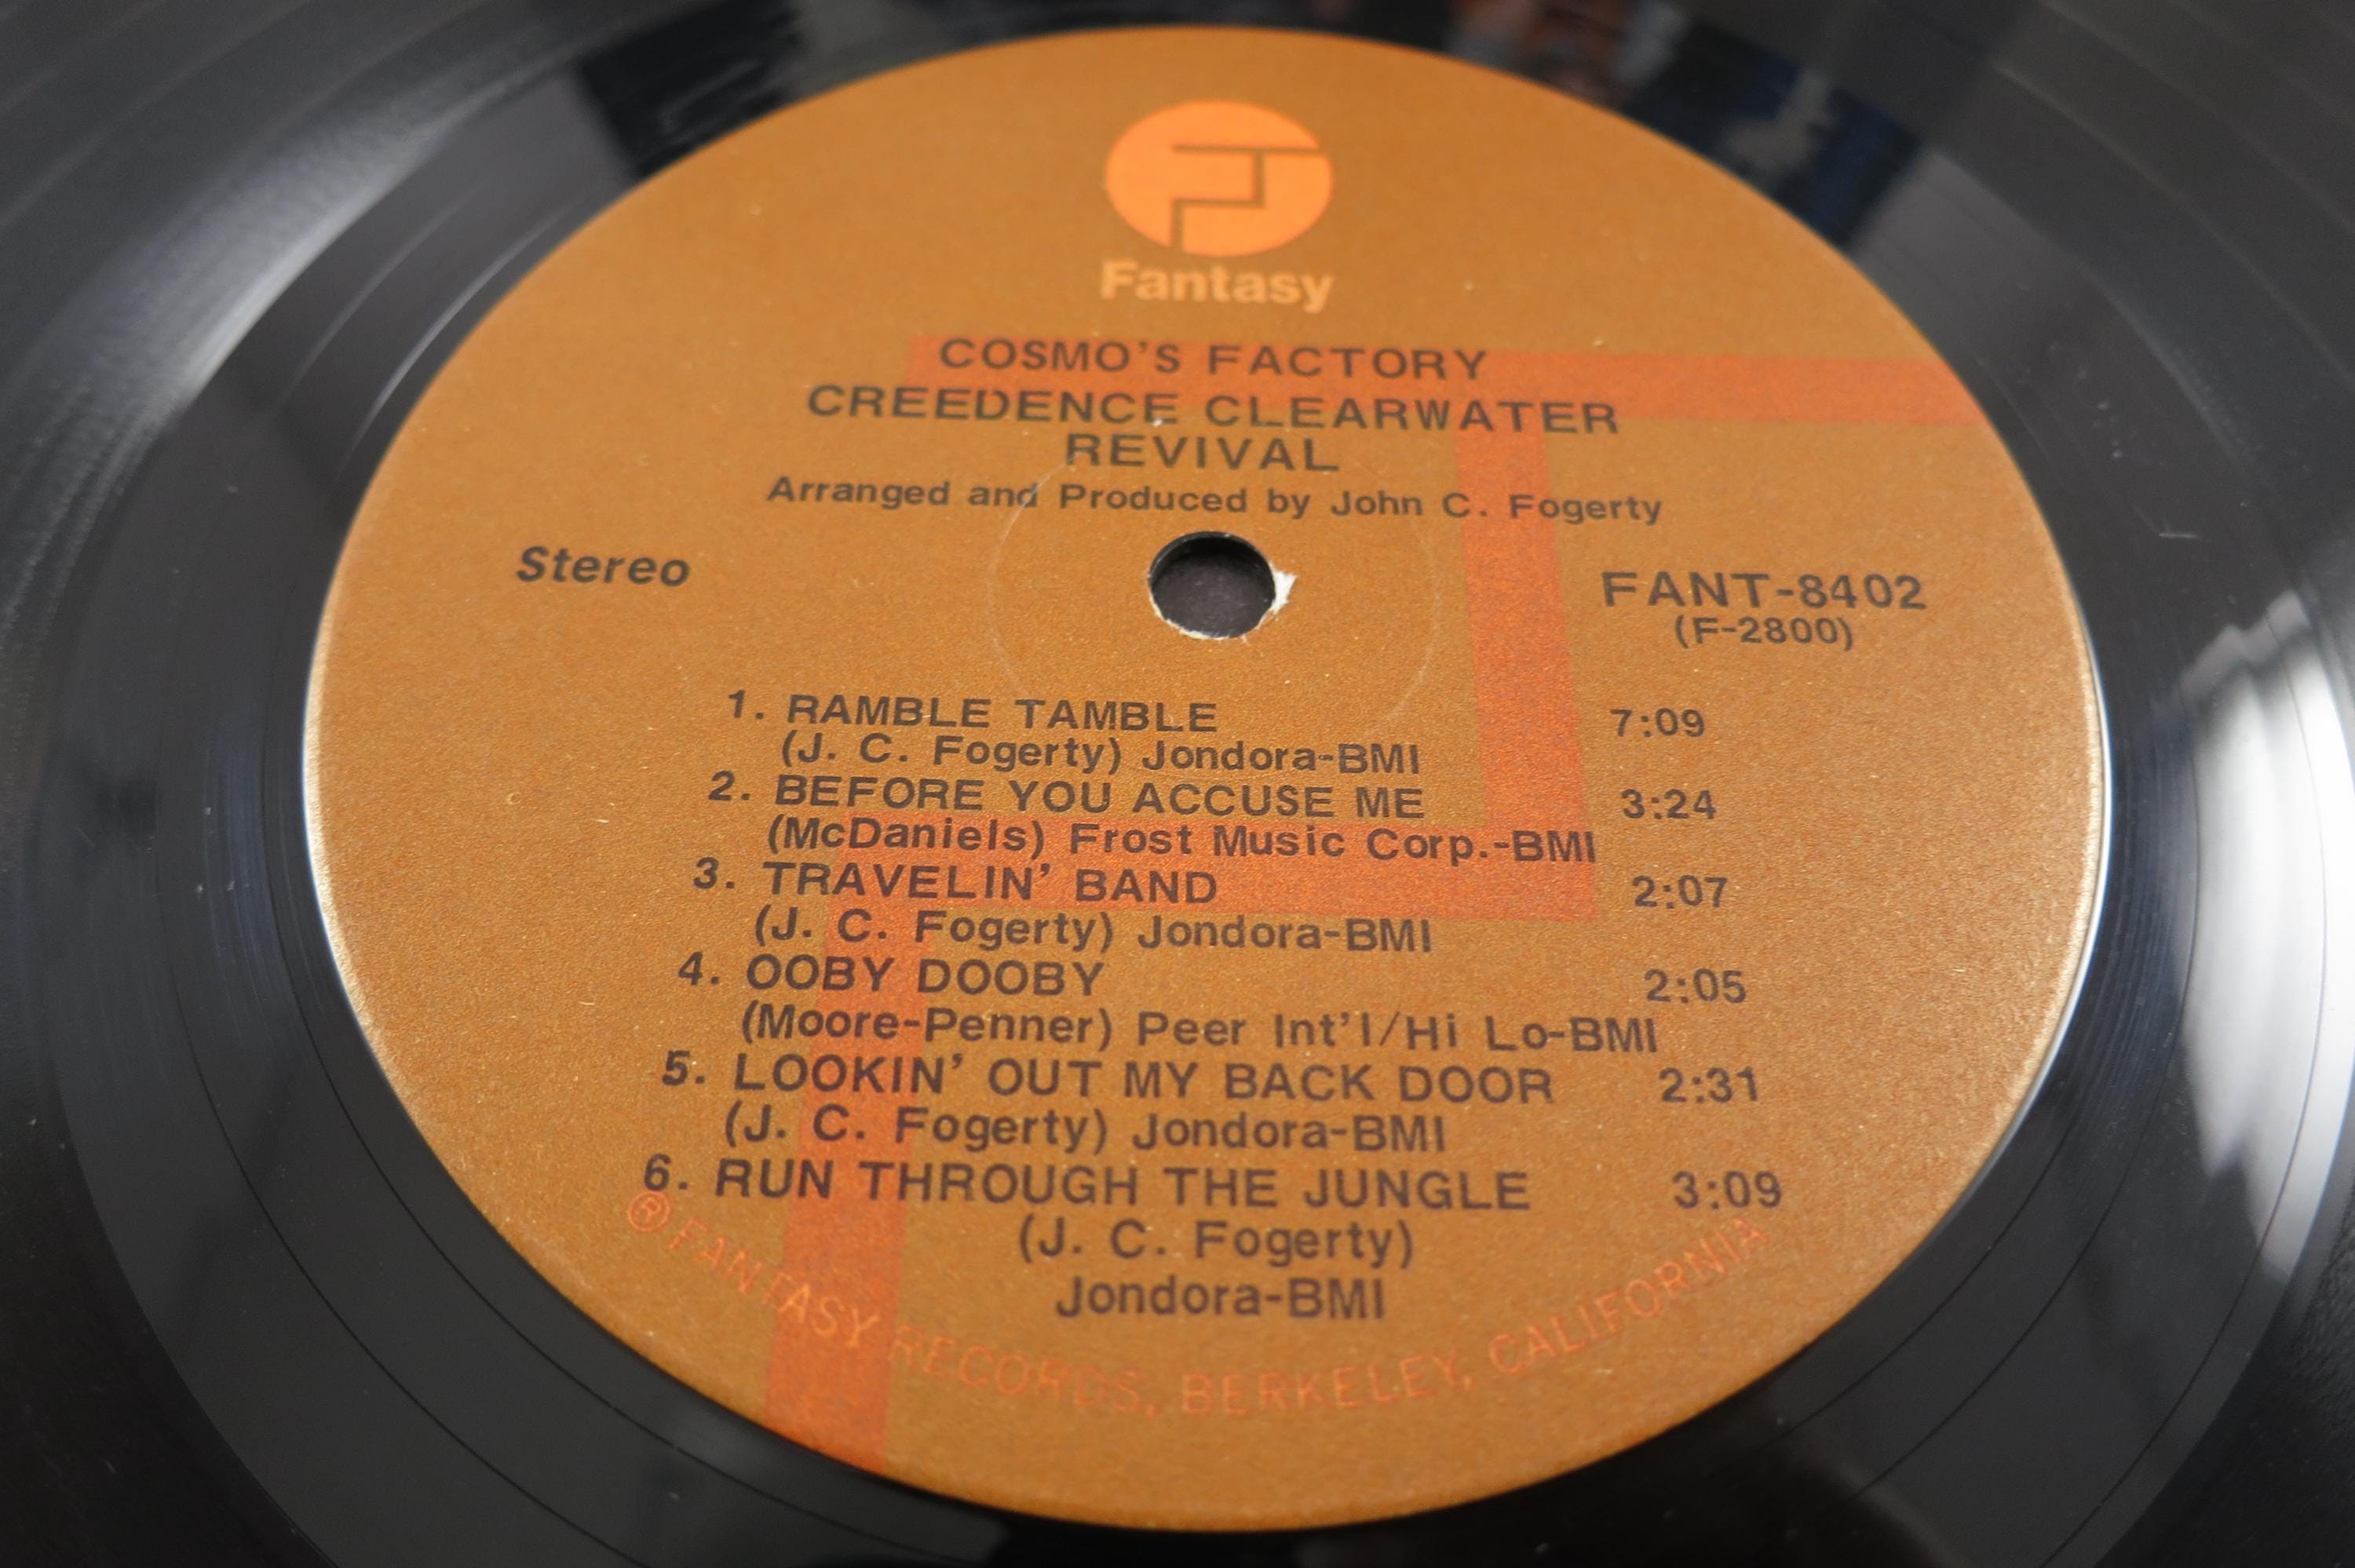 Fantasy
COSMO'S FACTORY
CREEDENCE CLEARWATER
REVIVAL
Arranged and Produced by John C. Fogerty
Stereo
FANT-8402
(F-2800)
1. RAMBLE TAMBLE 7:09
(J. C. Fogerty) Jondora-BMI
2. BEFORE YOU ACCUSE ME 3:24
(McDaniels) Frost Music Corp.-BMI
3. TRAVELIN' BAND 2:07
(J. C. Fogerty) Jondora-BMI
4. OOBY DOOBY 2:05
(Moore-Penner) Peer Int'l/Hi Lo-BMI
5. LOOKIN' OUT MY BACK DOOR 2:31
(J. C. Fogerty) Jondora-BMI
6. RUN THROUGH THE JUNGLE 3:09
(J. C. Fogerty)
Jondora-BMI
® FANTASY RECORDS, BERKELEY, CALIFORNIA